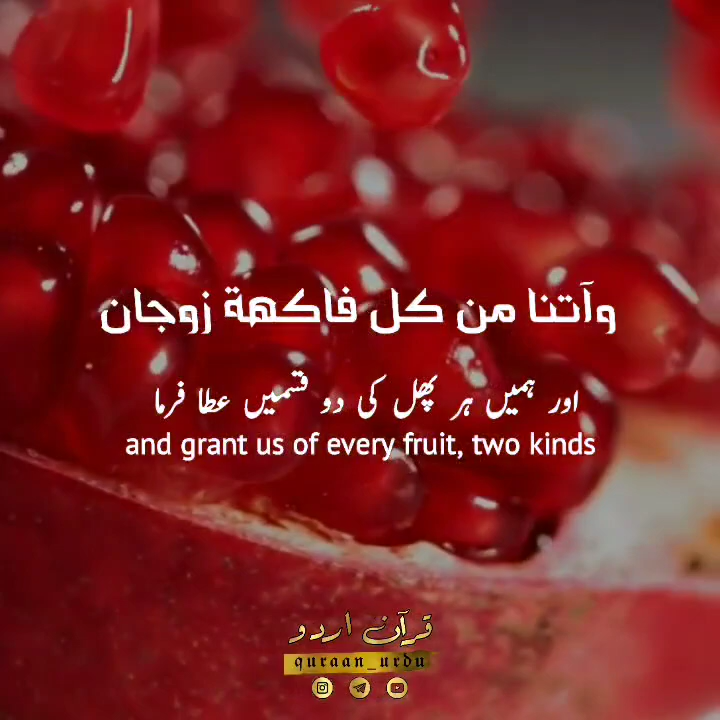 وآتنا من كل فاكهة زوجان
اور ہمیں ہر پھل کی دو قسمیں عطا فرما
and grant us of every fruit, two kinds
قرآن اردو
quraan_urdu